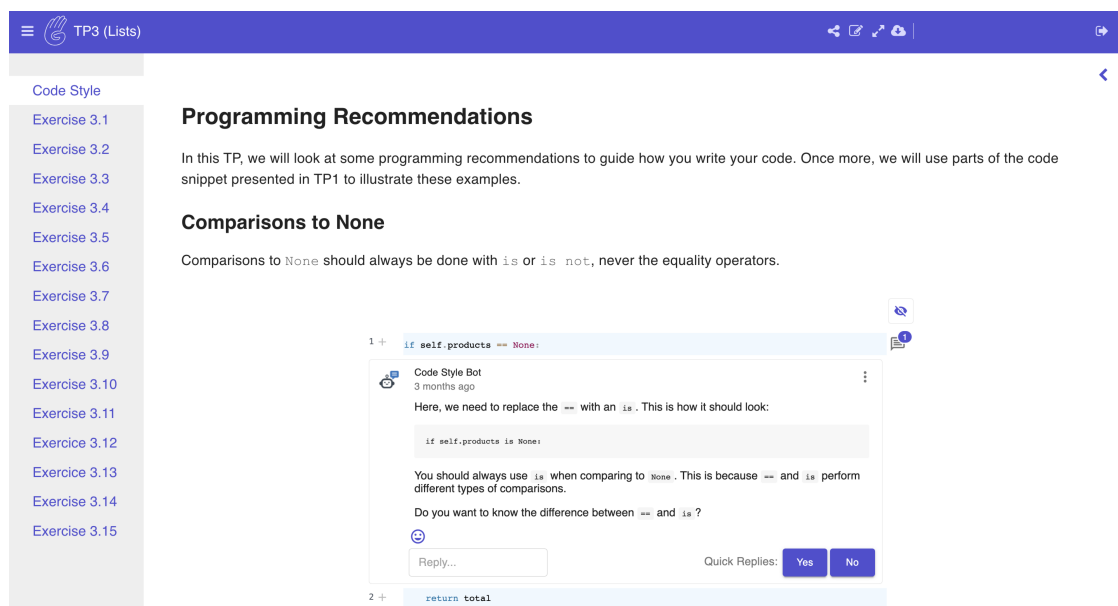 TP3 (Lists)
Code Style
Exercise 3.1
Exercise 3.2
Exercise 3.3
Exercise 3.4
Exercise 3.5
Exercise 3.6
Exercise 3.7
Exercise 3.8
Exercise 3.9
Exercise 3.10
Exercise 3.11
Exercice 3.12
Exercice 3.13
Exercise 3.14
Exercise 3.15
Programming Recommendations
In this TP, we will look at some programming recommendations to guide how you write your code. Once more, we will use parts of the code
snippet presented in TP1 to illustrate these examples.
Comparisons to None
Comparisons to None should always be done with is or is not, never the equality operators.
1 + if self.products == None:
1
Code Style Bot
3 months ago
Here, we need to replace the == with an is. This is how it should look:
if self.products is None:
You should always use is when comparing to None. This is because == and is perform
different types of comparisons.
Do you want to know the difference between == and is?
Reply... Quick Replies: Yes No
2 + return total